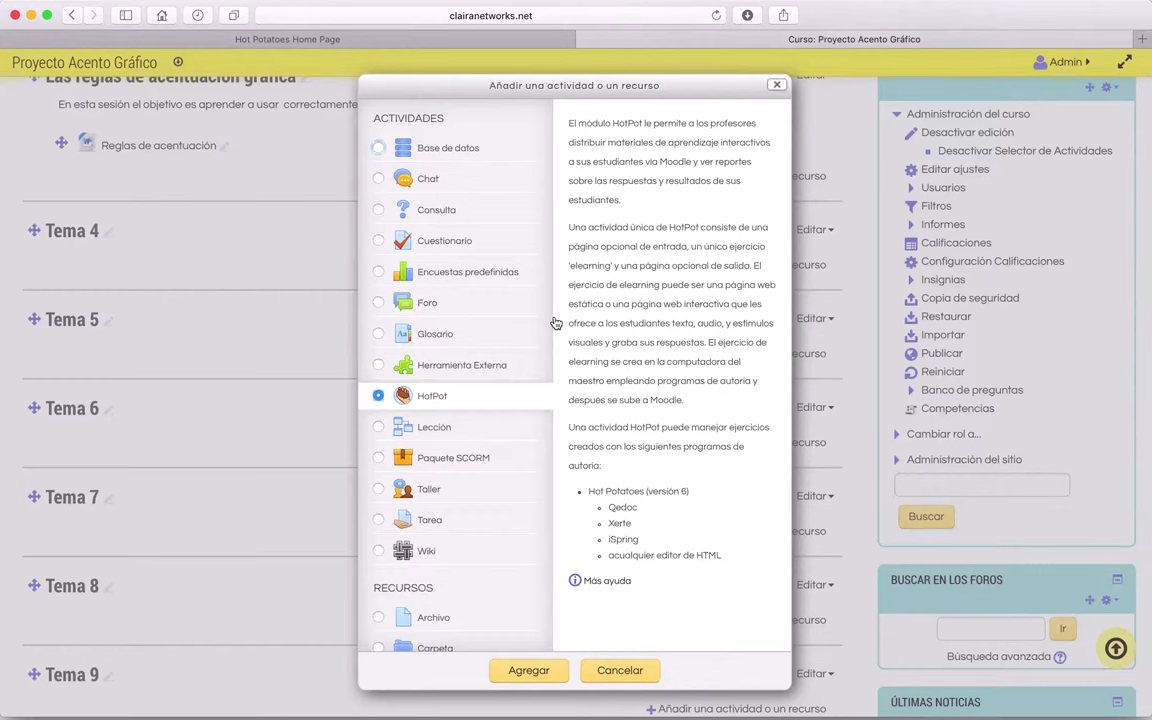 clairanetworks.net
Hot Potatoes Home Page
Curso: Proyecto Acento Gráfico
Proyecto Acento Gráfico
Admin
Las reglas de acentuación gráfica
En esta sesión el objetivo es aprender a usar correctamente
Reglas de acentuación
recurso
Tema 4
Editar
recurso
Tema 5
Editar
recurso
Tema 6
Editar
recurso
Tema 7
Editar
recurso
Tema 8
Editar
recurso
Tema 9
Editar
Añadir una actividad o un recurso
Añadir una actividad o un recurso
ACTIVIDADES
Base de datos
Chat
Consulta
Cuestionario
Encuestas predefinidas
Foro
Glosario
Herramienta Externa
HotPot
Lección
Paquete SCORM
Taller
Tarea
Wiki
RECURSOS
Archivo
Carpeta
El módulo HotPot le permite a los profesores
distribuir materiales de aprendizaje interactivos
a sus estudiantes vía Moodle y ver reportes
sobre las respuestas y resultados de sus
estudiantes.
Una actividad única de HotPot consiste de una
página opcional de entrada, un único ejercicio
'elearning' y una página opcional de salida. El
ejercicio de elearning puede ser una página web
estática o una página web interactiva que les
ofrece a los estudiantes texto, audio, y estímulos
visuales y graba sus respuestas. El ejercicio de
elearning se crea en la computadora del
maestro empleando programas de autoría y
después se sube a Moodle.
Una actividad HotPot puede manejar ejercicios
creados con los siguientes programas de
autoría:
Hot Potatoes (versión 6)
Qedoc
Xerte
iSpring
acualquier editor de HTML
Más ayuda
Agregar
Cancelar
Administración del curso
Desactivar edición
Desactivar Selector de Actividades
Editar ajustes
Usuarios
Filtros
Informes
Calificaciones
Configuración Calificaciones
Insignias
Copia de seguridad
Restaurar
Importar
Publicar
Reiniciar
Banco de preguntas
Competencias
Cambiar rol a...
Administración del sitio
Buscar
BUSCAR EN LOS FOROS
Ir
Búsqueda avanzada
ÚLTIMAS NOTICIAS